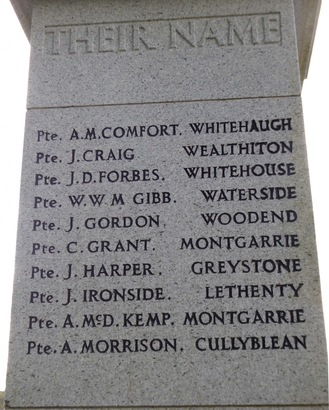 THEIR NAME
Pte. A.M.COMFORT. WHITEHAUGH
Pte. J.CRAIG WEALTHITON
Pte. J.D.FORBES. WHITEHOUSE
Pte. W.W.M GIBB. WATERSIDE
Pte. J. GORDON WOODEND
Pte. C. GRANT. MONTGARRIE
Pte. J. HARPER. GREYSTONE
Pte. J. IRONSIDE. LETHENTY
Pte. A. McD. KEMP. MONTGARRIE
Pte. A. MORRISON. CULLYBLEAN